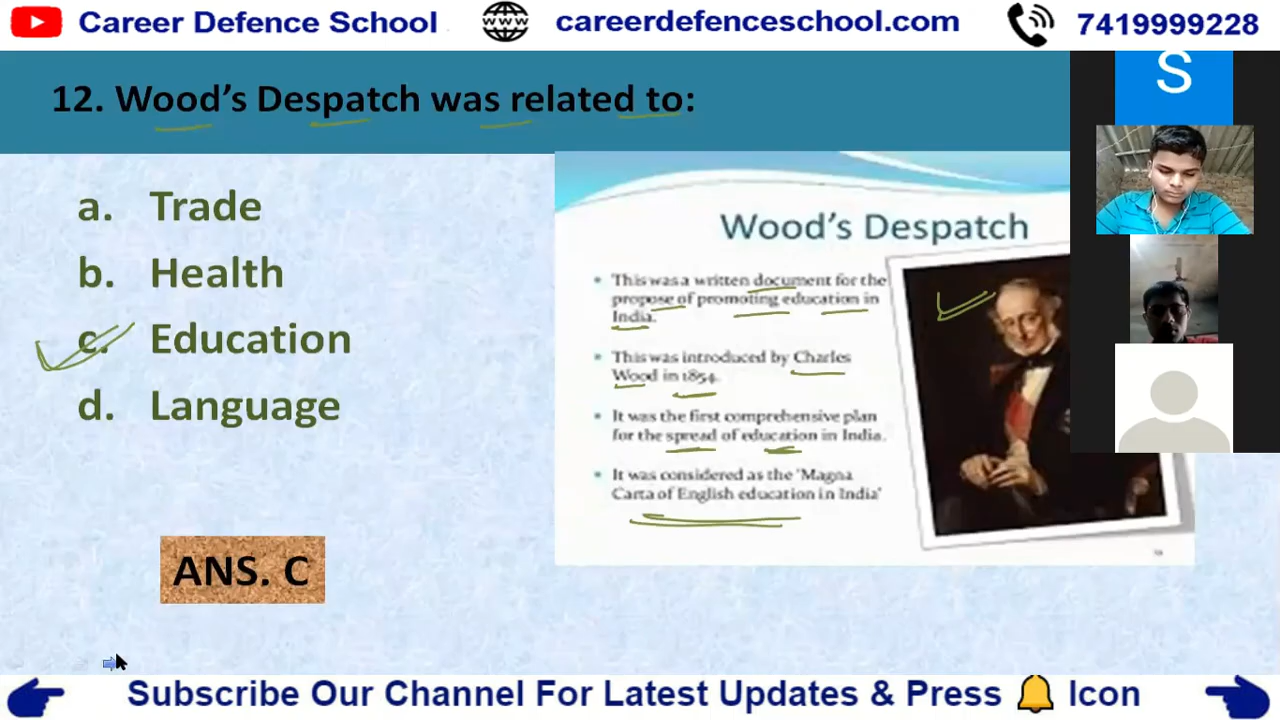 Career Defence School
www
careerdefenceschool.com
7419999228
12. Wood's Despatch was related to:
S
a. Trade
b. Health
c. Education
d. Language
ANS. C
Wood's Despatch
• This was a written document for the
propose of promoting education in
India.
• This was introduced by Charles
Wood in 1854.
• It was the first comprehensive plan
for the spread of education in India.
• It was considered as the 'Magna
Carta of English education in India'
Subscribe Our Channel For Latest Updates & Press Icon